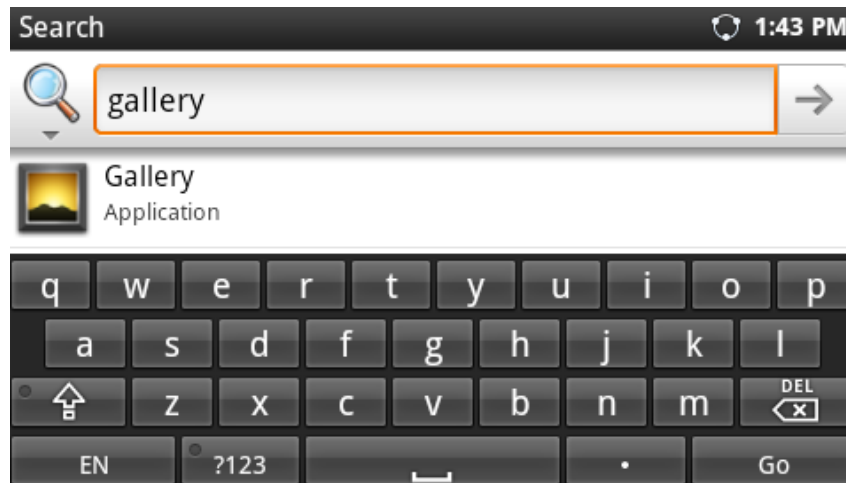 Search 1:43 PM
gallery
Gallery
Application
q w e r t y u i o p
a s d f g h j k l
z x c v b n m DEL
EN ?123 . Go